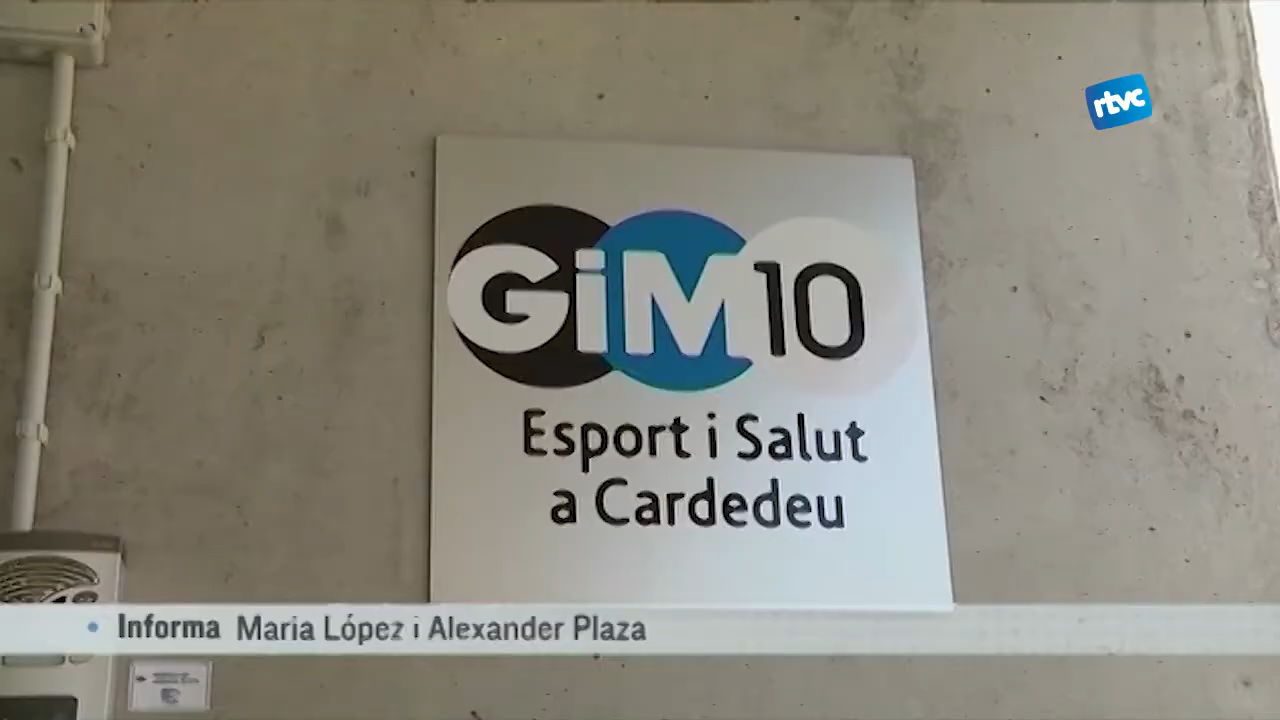 rtvc
GiM10
Esport i Salut
a Cardedeu
Informa Maria López i Alexander Plaza